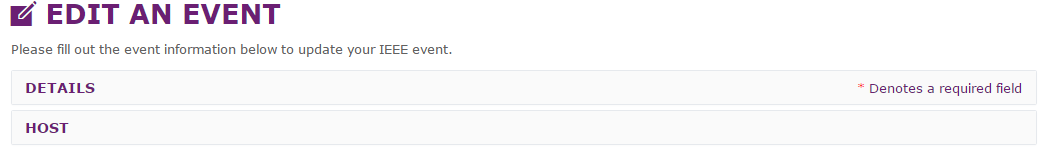 EDIT AN EVENT
Please fill out the event information below to update your IEEE event.
DETAILS * Denotes a required field
HOST